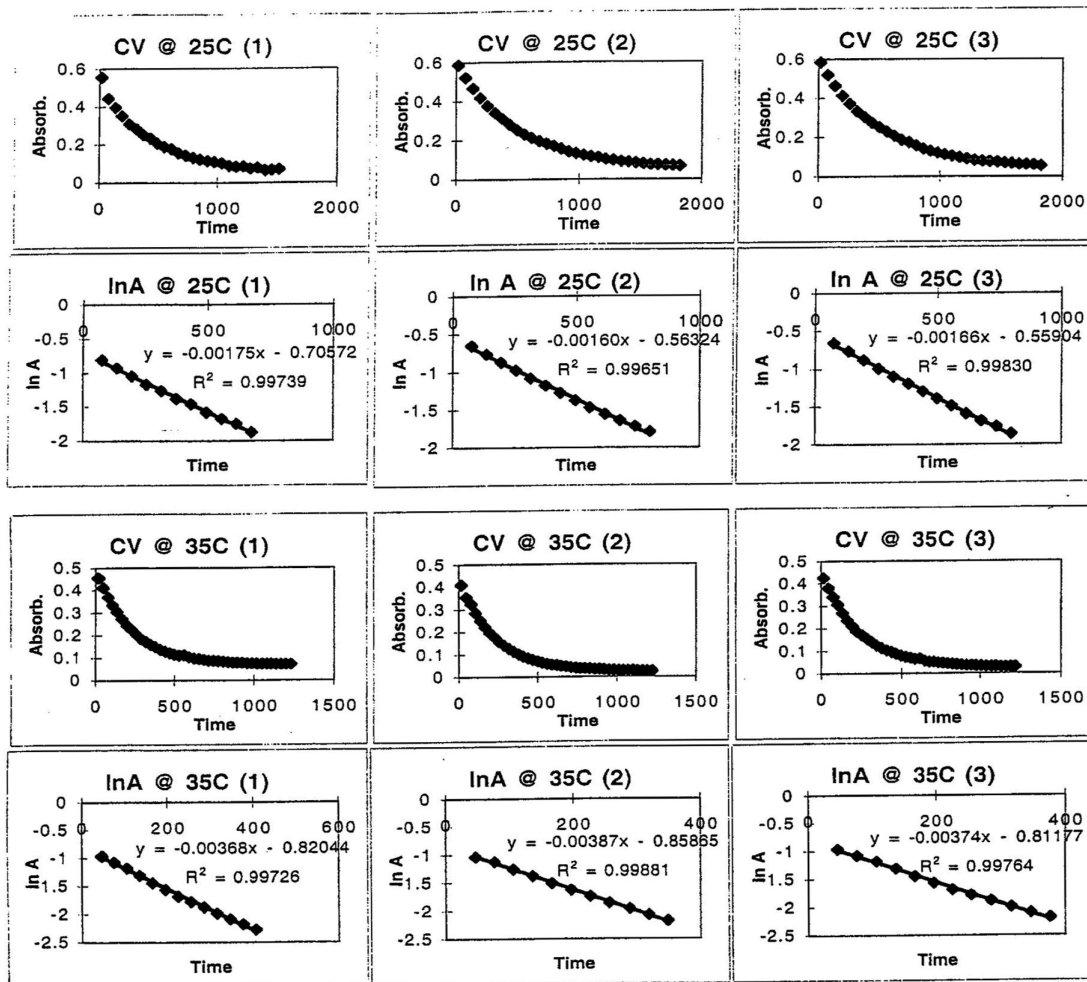 CV @ 25C (1)
0.6
0.4
0.2
0
Absorb.
0
1000
2000
Time
CV @ 25C (2)
0.6
0.4
0.2
0
Absorb.
0
1000
2000
Time
CV @ 25C (3)
0.6
0.4
0.2
0
Absorb.
0
1000
2000
Time
lnA @ 25C (1)
0
-0.5
-1
-1.5
-2
ln A
0
500
1000
y = -0.00175x - 0.70572
R² = 0.99739
Time
ln A @ 25C (2)
0
-0.5
-1
-1.5
-2
ln A
0
500
1000
y = -0.00160x - 0.56324
R² = 0.99651
Time
ln A @ 25C (3)
0
-0.5
-1
-1.5
-2
ln A
0
500
1000
y = -0.00166x - 0.55904
R² = 0.99830
Time
CV @ 35C (1)
0.5
0.4
0.3
0.2
0.1
0
Absorb.
0
500
1000
1500
Time
CV @ 35C (2)
0.5
0.4
0.3
0.2
0.1
0
Absorb.
0
500
1000
1500
Time
CV @ 35C (3)
0.5
0.4
0.3
0.2
0.1
0
Absorb.
0
500
1000
1500
Time
lnA @ 35C (1)
0
-0.5
-1
-1.5
-2
-2.5
ln A
0
200
400
600
y = -0.00368x - 0.82044
R² = 0.99726
Time
lnA @ 35C (2)
0
-0.5
-1
-1.5
-2
-2.5
ln A
0
200
400
y = -0.00387x - 0.85865
R² = 0.99881
Time
lnA @ 35C (3)
0
-0.5
-1
-1.5
-2
-2.5
ln A
0
200
400
y = -0.00374x - 0.81177
R² = 0.99764
Time